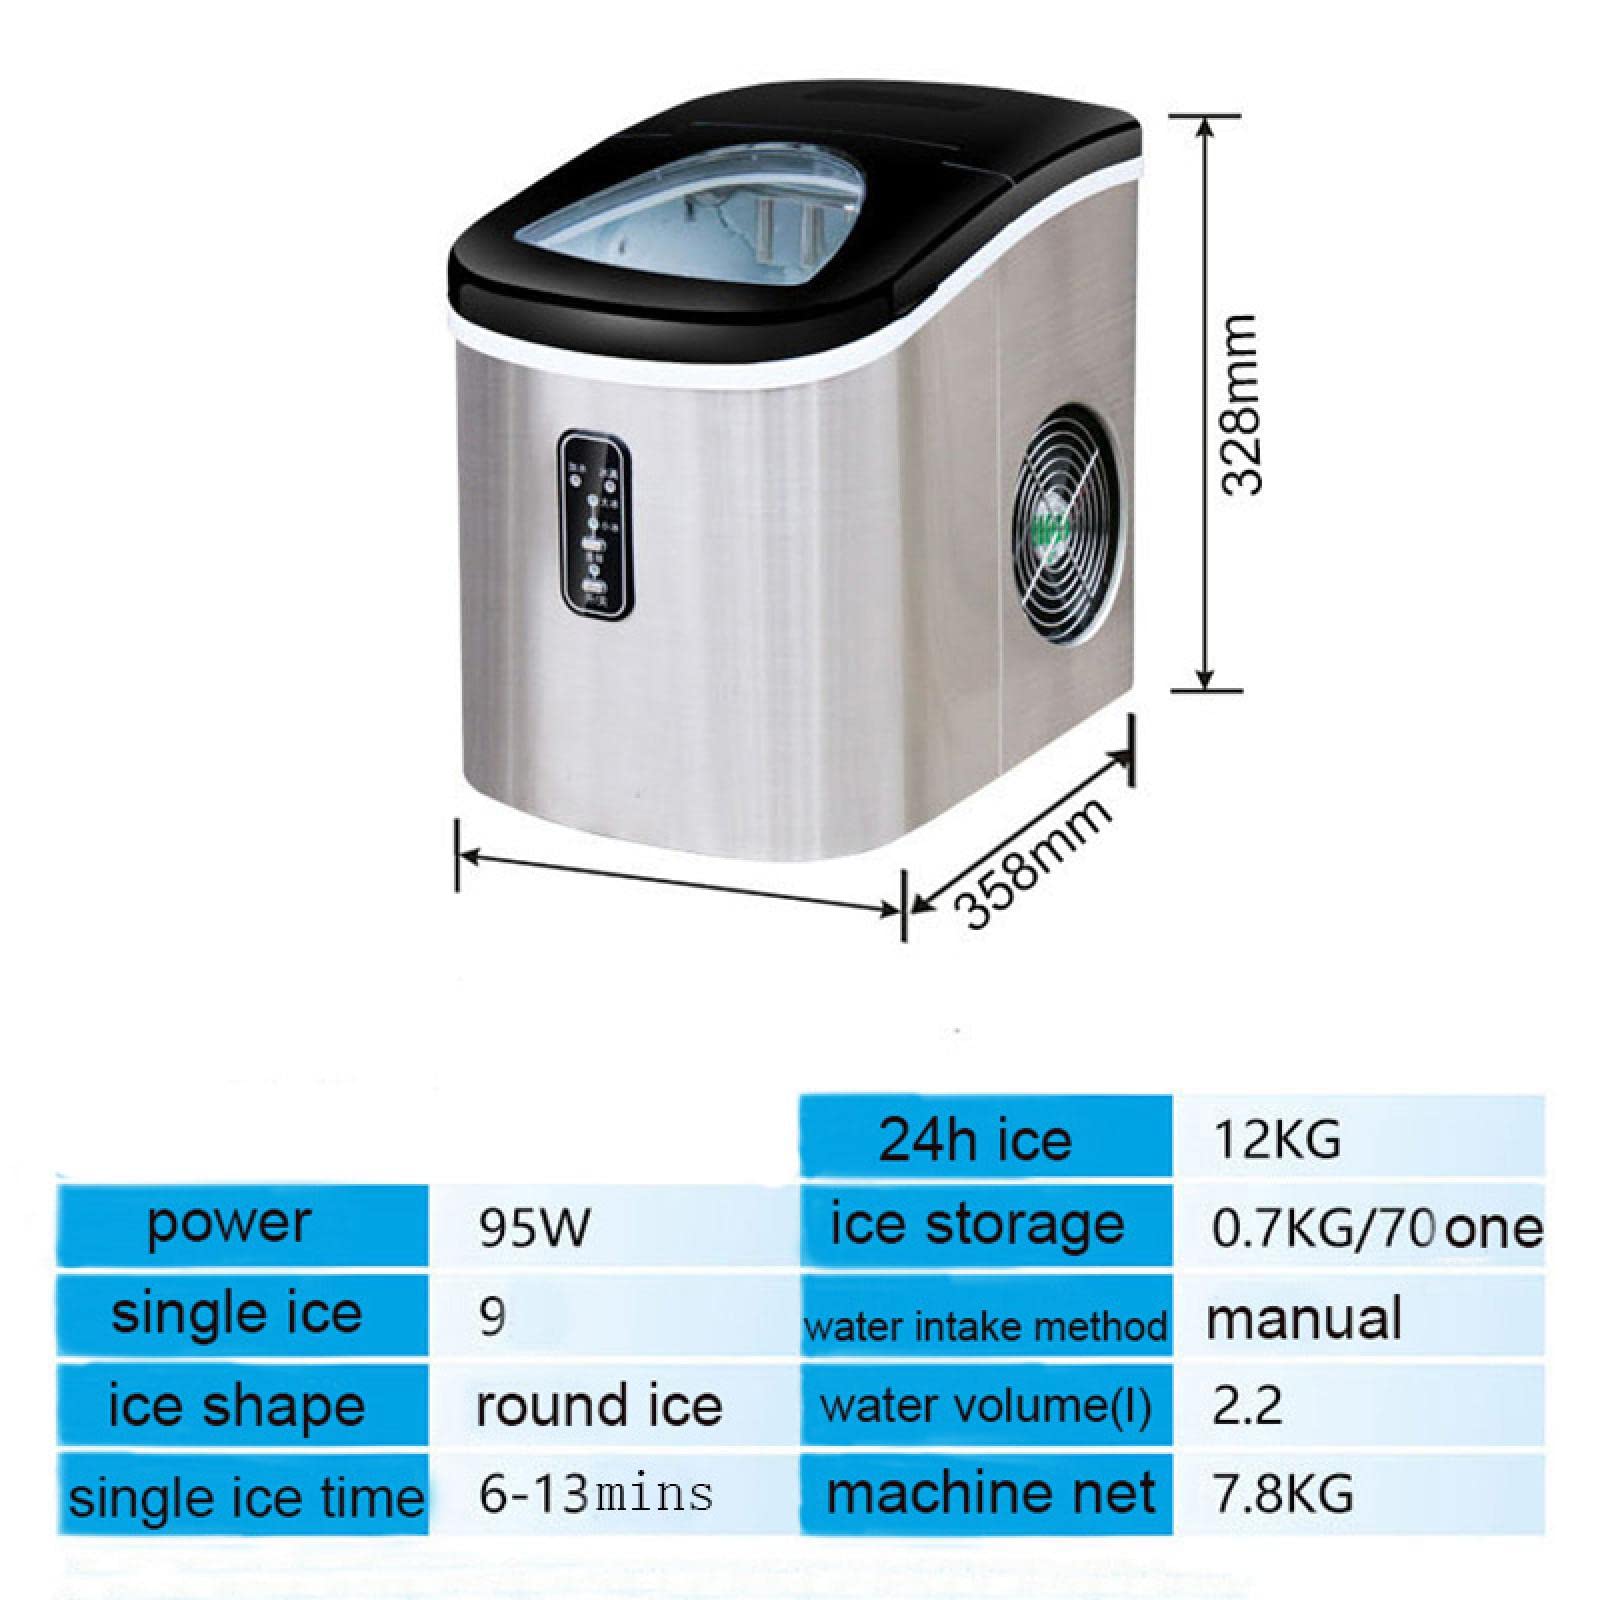 328mm
358mm
24h ice 12KG
power 95W ice storage 0.7KG/70 one
single ice 9 water intake method manual
ice shape round ice water volume(l) 2.2
single ice time 6-13mins machine net 7.8KG